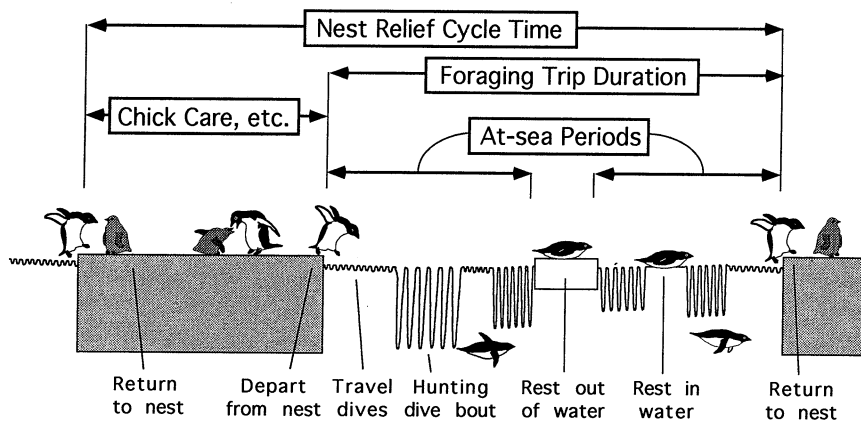 Nest Relief Cycle Time
Foraging Trip Duration
Chick Care, etc.
At-sea Periods
Return
to nest
Depart
from nest
Travel
dives
Hunting
dive bout
Rest out
of water
Rest in
water
Return
to nest